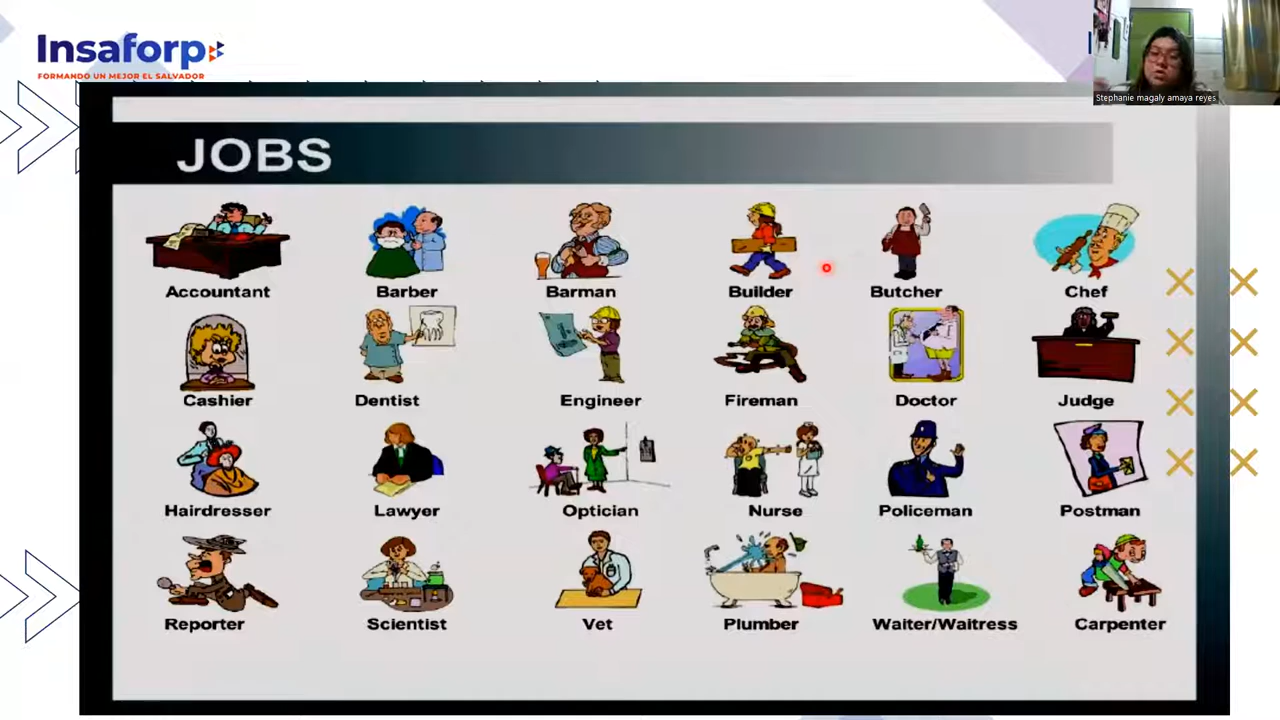 Insaforp
FORMANDO UN MEJOR EL SALVADOR
Stephanie magaly amaya reyes
JOBS
Accountant Barber Barman Builder Butcher Chef
Cashier Dentist Engineer Fireman Doctor Judge
Hairdresser Lawyer Optician Nurse Policeman Postman
Reporter Scientist Vet Plumber Waiter/Waitress Carpenter